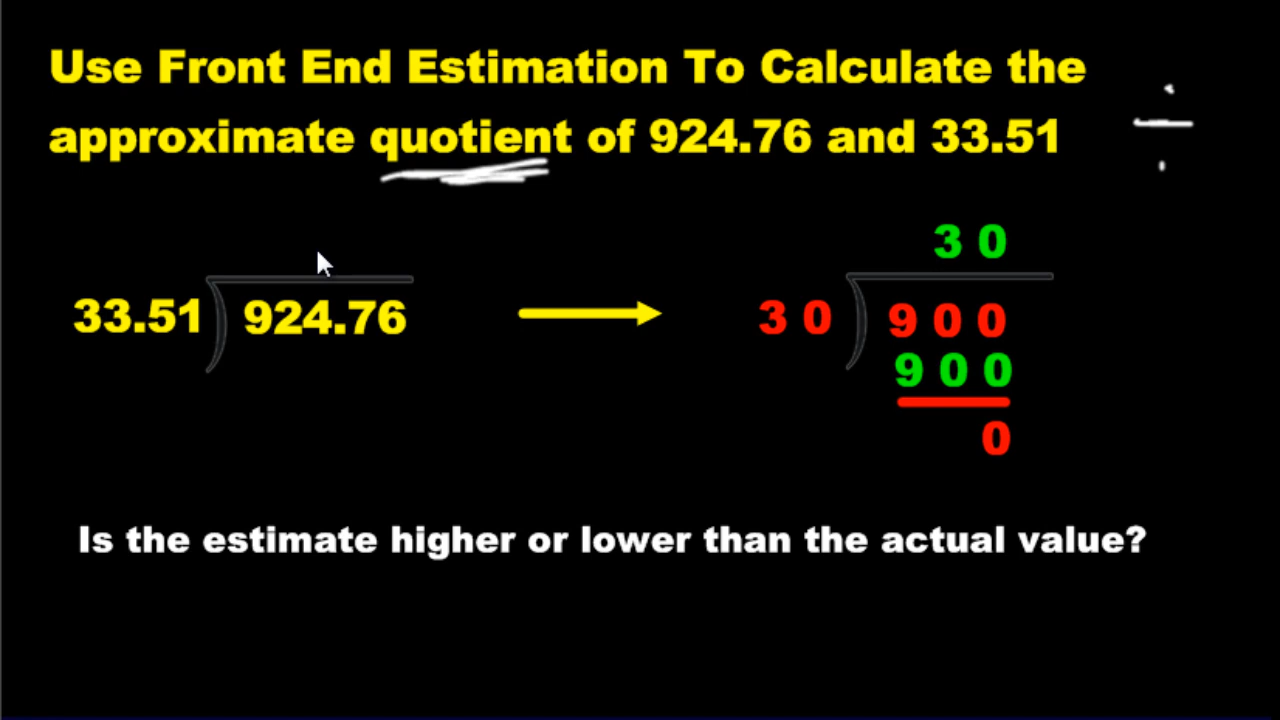 Use Front End Estimation To Calculate the
approximate quotient of 924.76 and 33.51
÷
30
33.51 924.76
30 900
900
0
Is the estimate higher or lower than the actual value?